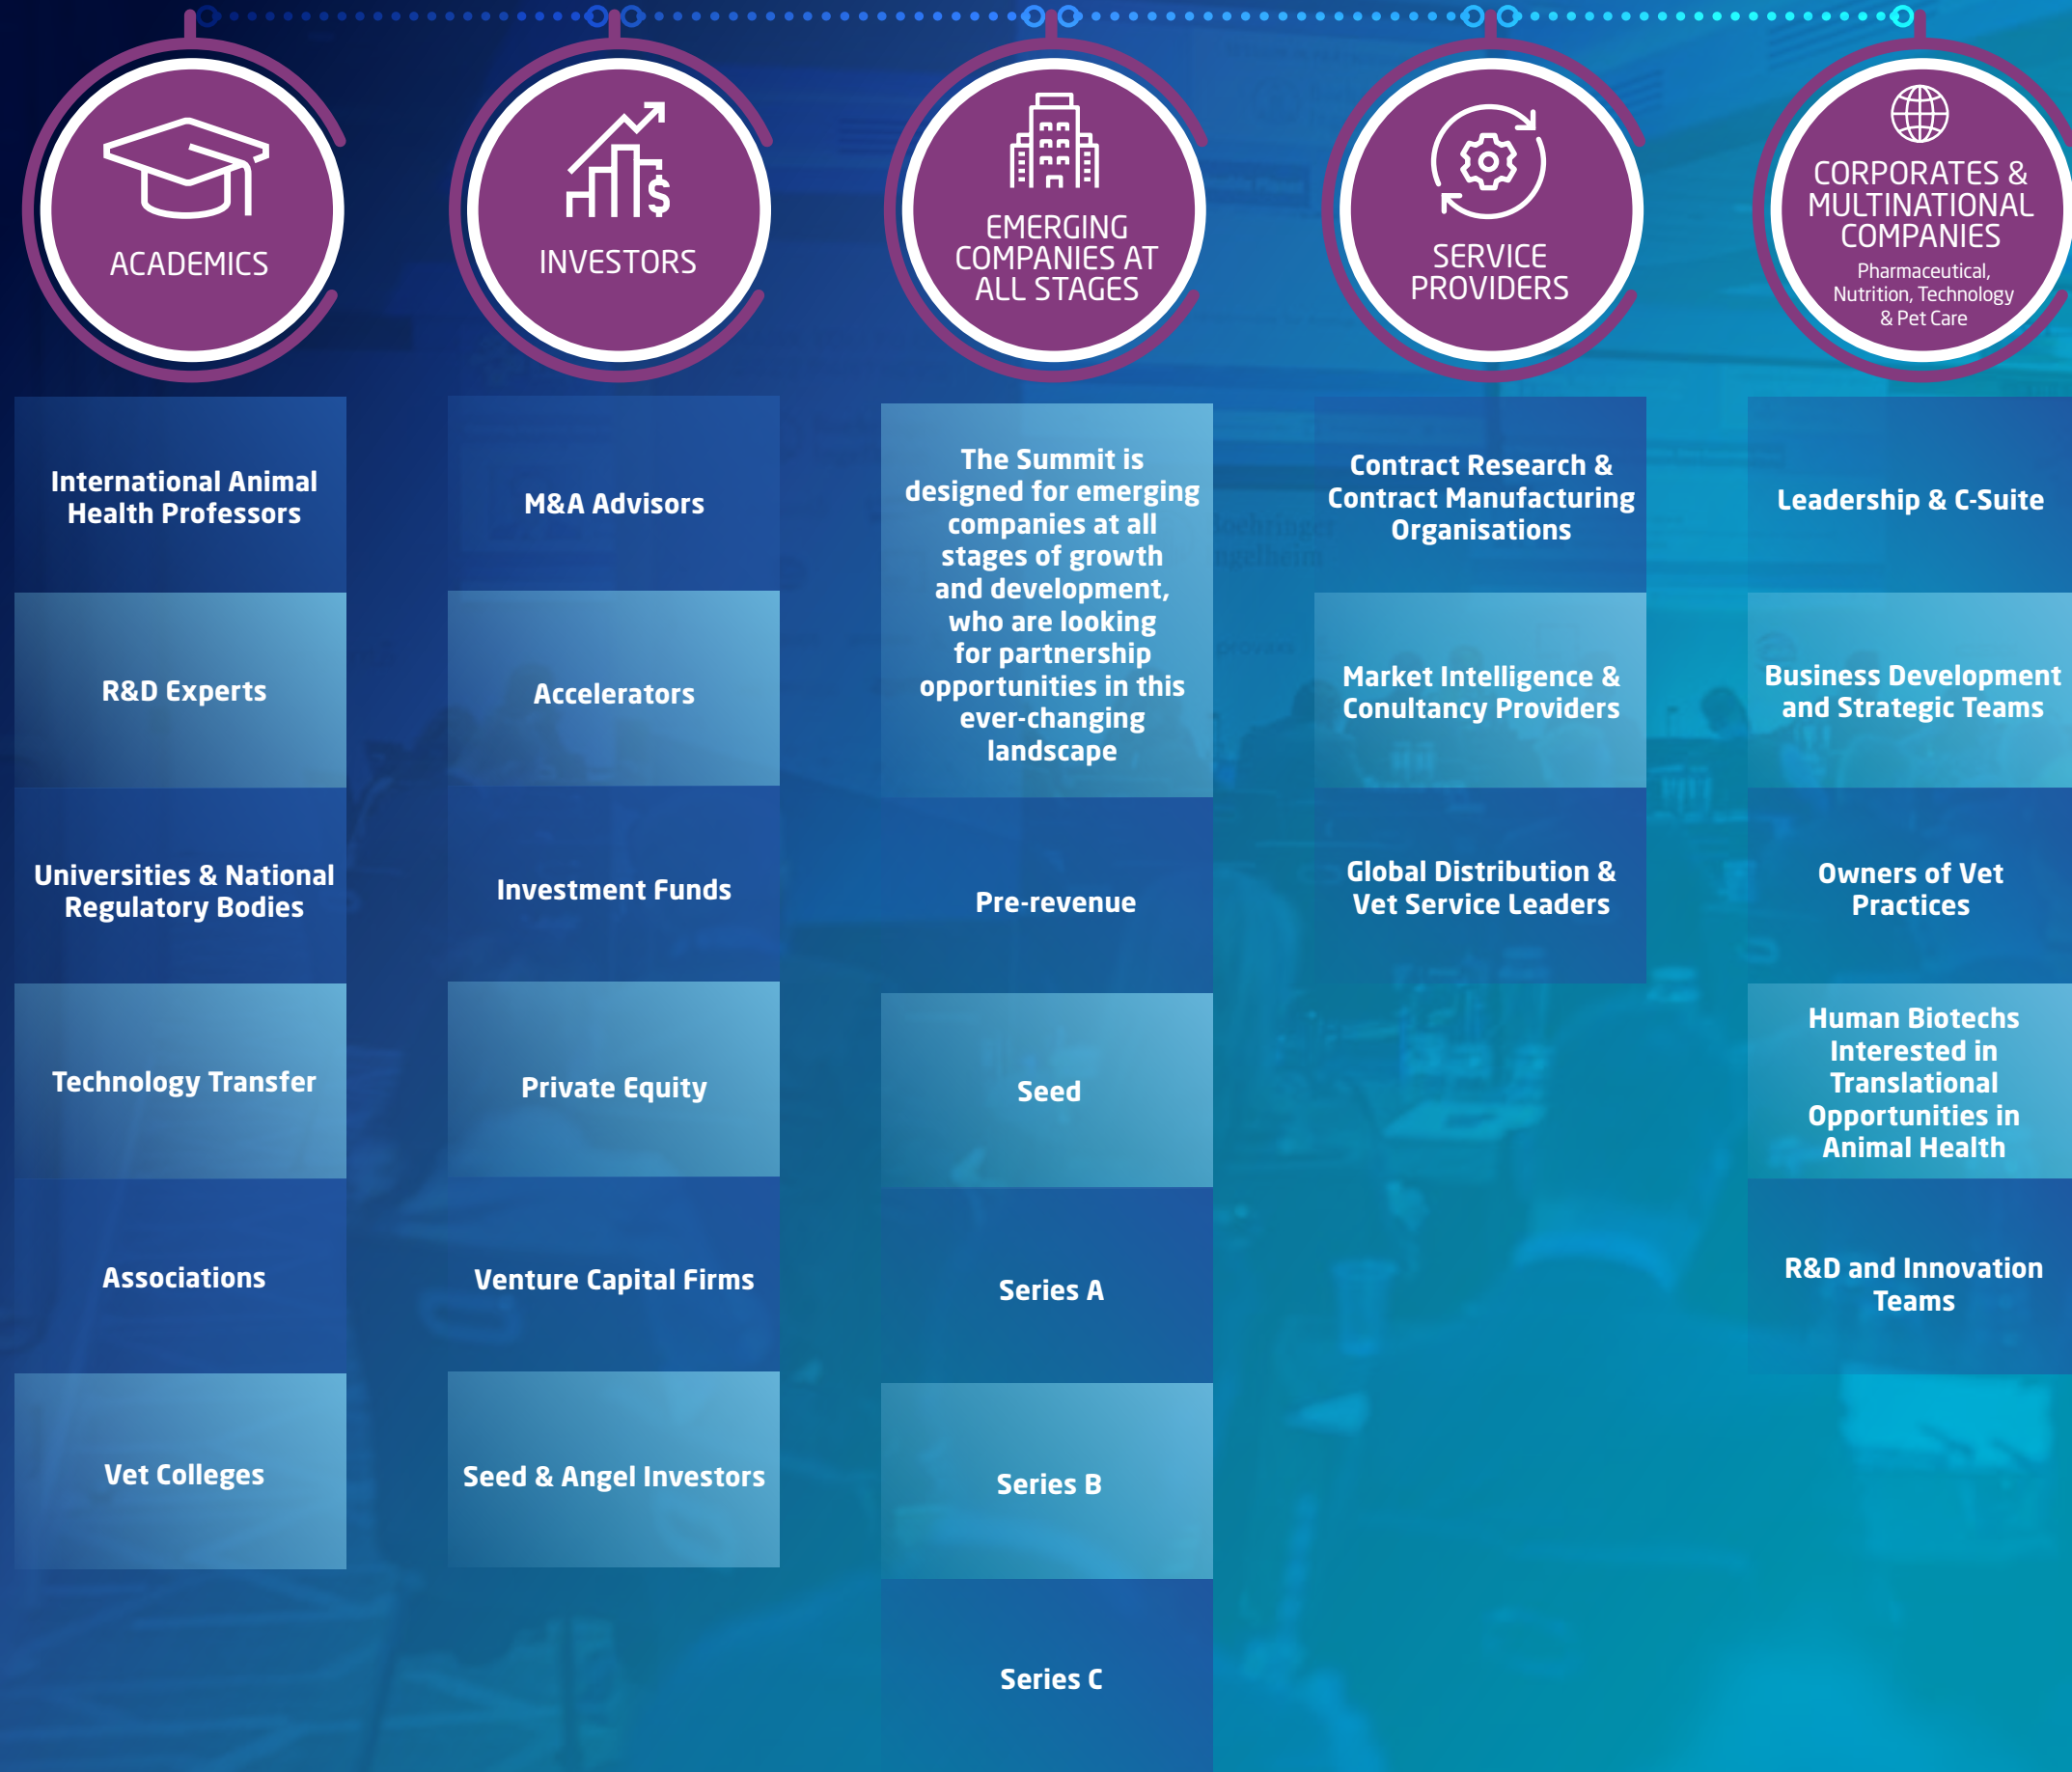 ACADEMICS
International Animal
Health Professors
R&D Experts
Universities & National
Regulatory Bodies
Technology Transfer
Associations
Vet Colleges
INVESTORS
M&A Advisors
Accelerators
Investment Funds
Private Equity
Venture Capital Firms
Seed & Angel Investors
EMERGING
COMPANIES AT
ALL STAGES
The Summit is
designed for emerging
companies at all
stages of growth
and development,
who are looking
for partnership
opportunities in this
ever-changing
landscape
Pre-revenue
Seed
Series A
Series B
Series C
SERVICE
PROVIDERS
Contract Research &
Contract Manufacturing
Organisations
Market Intelligence &
Conultancy Providers
Global Distribution &
Vet Service Leaders
CORPORATES &
MULTINATIONAL
COMPANIES
Pharmaceutical,
Nutrition, Technology
& Pet Care
Leadership & C-Suite
Business Development
and Strategic Teams
Owners of Vet
Practices
Human Biotechs
Interested in
Translational
Opportunities in
Animal Health
R&D and Innovation
Teams